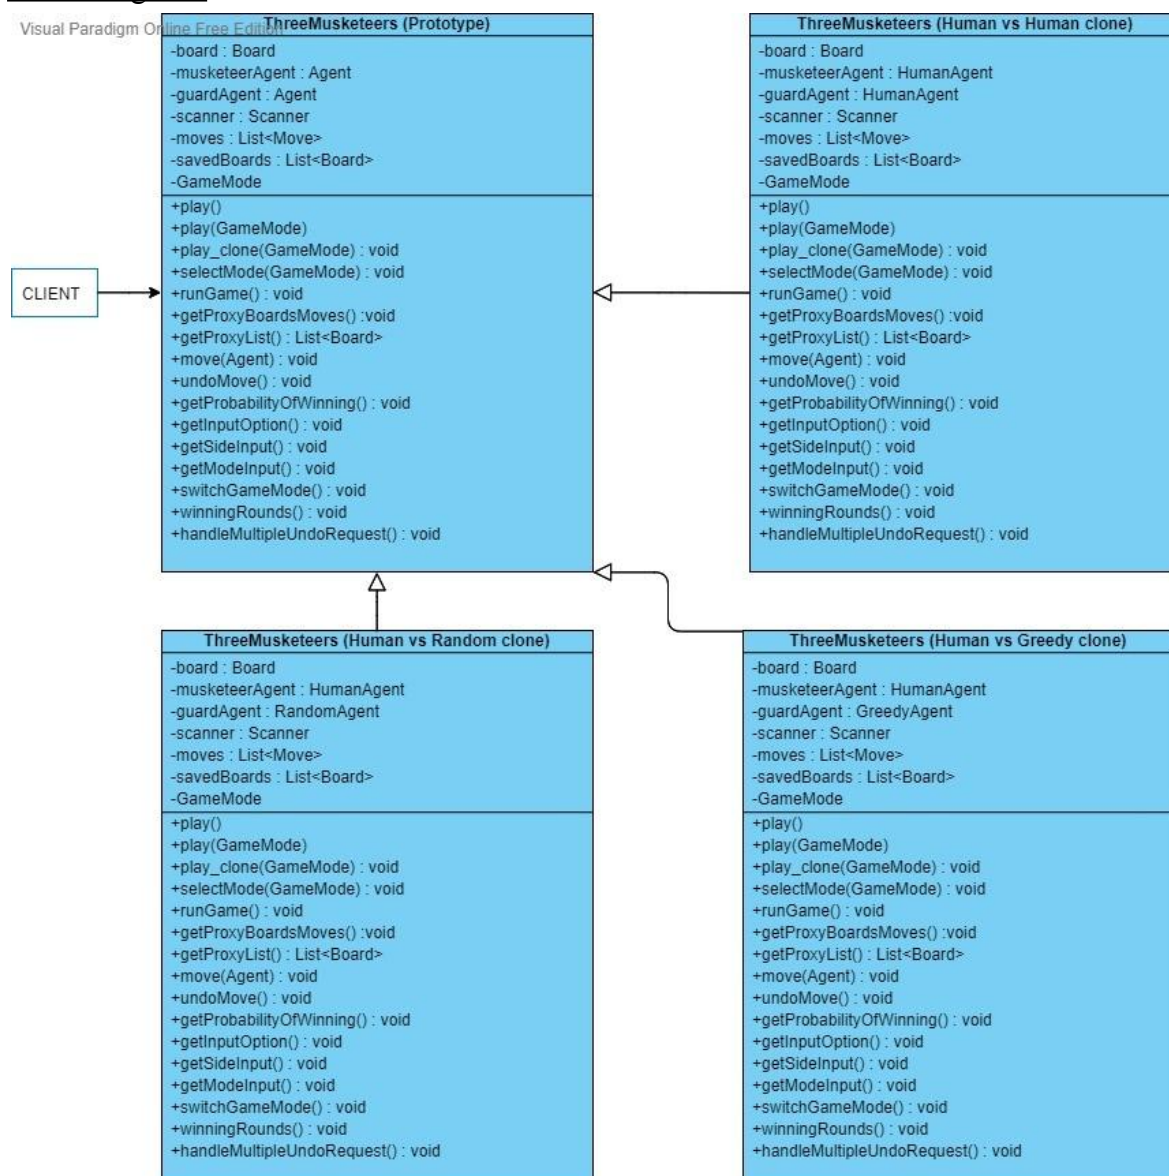 Visual Paradigm Online Free Edition
ThreeMusketeers (Prototype)
-board : Board
-musketeerAgent : Agent
-guardAgent : Agent
-scanner : Scanner
-moves : List<Move>
-savedBoards : List<Board>
-GameMode
+play()
+play(GameMode)
+play_clone(GameMode) : void
+selectMode(GameMode) : void
+runGame() : void
+getProxyBoardsMoves() :void
+getProxyList() : List<Board>
+move(Agent) : void
+undoMove() : void
+getProbabilityOfWinning() : void
+getInputOption() : void
+getSideInput() : void
+getModeInput() : void
+switchGameMode() : void
+winningRounds() : void
+handleMultipleUndoRequest() : void
ThreeMusketeers (Human vs Human clone)
-board : Board
-musketeerAgent : HumanAgent
-guardAgent : HumanAgent
-scanner : Scanner
-moves : List<Move>
-savedBoards : List<Board>
-GameMode
+play()
+play(GameMode)
+play_clone(GameMode) : void
+selectMode(GameMode) : void
+runGame() : void
+getProxyBoardsMoves() :void
+getProxyList() : List<Board>
+move(Agent) : void
+undoMove() : void
+getProbabilityOfWinning() : void
+getInputOption() : void
+getSideInput() : void
+getModeInput() : void
+switchGameMode() : void
+winningRounds() : void
+handleMultipleUndoRequest() : void
CLIENT
ThreeMusketeers (Human vs Random clone)
-board : Board
-musketeerAgent : HumanAgent
-guardAgent : RandomAgent
-scanner : Scanner
-moves : List<Move>
-savedBoards : List<Board>
-GameMode
+play()
+play(GameMode)
+play_clone(GameMode) : void
+selectMode(GameMode) : void
+runGame() : void
+getProxyBoardsMoves() :void
+getProxyList() : List<Board>
+move(Agent) : void
+undoMove() : void
+getProbabilityOfWinning() : void
+getInputOption() : void
+getSideInput() : void
+getModeInput() : void
+switchGameMode() : void
+winningRounds() : void
+handleMultipleUndoRequest() : void
ThreeMusketeers (Human vs Greedy clone)
-board : Board
-musketeerAgent : HumanAgent
-guardAgent : GreedyAgent
-scanner : Scanner
-moves : List<Move>
-savedBoards : List<Board>
-GameMode
+play()
+play(GameMode)
+play_clone(GameMode) : void
+selectMode(GameMode) : void
+runGame() : void
+getProxyBoardsMoves() :void
+getProxyList() : List<Board>
+move(Agent) : void
+undoMove() : void
+getProbabilityOfWinning() : void
+getInputOption() : void
+getSideInput() : void
+getModeInput() : void
+switchGameMode() : void
+winningRounds() : void
+handleMultipleUndoRequest() : void